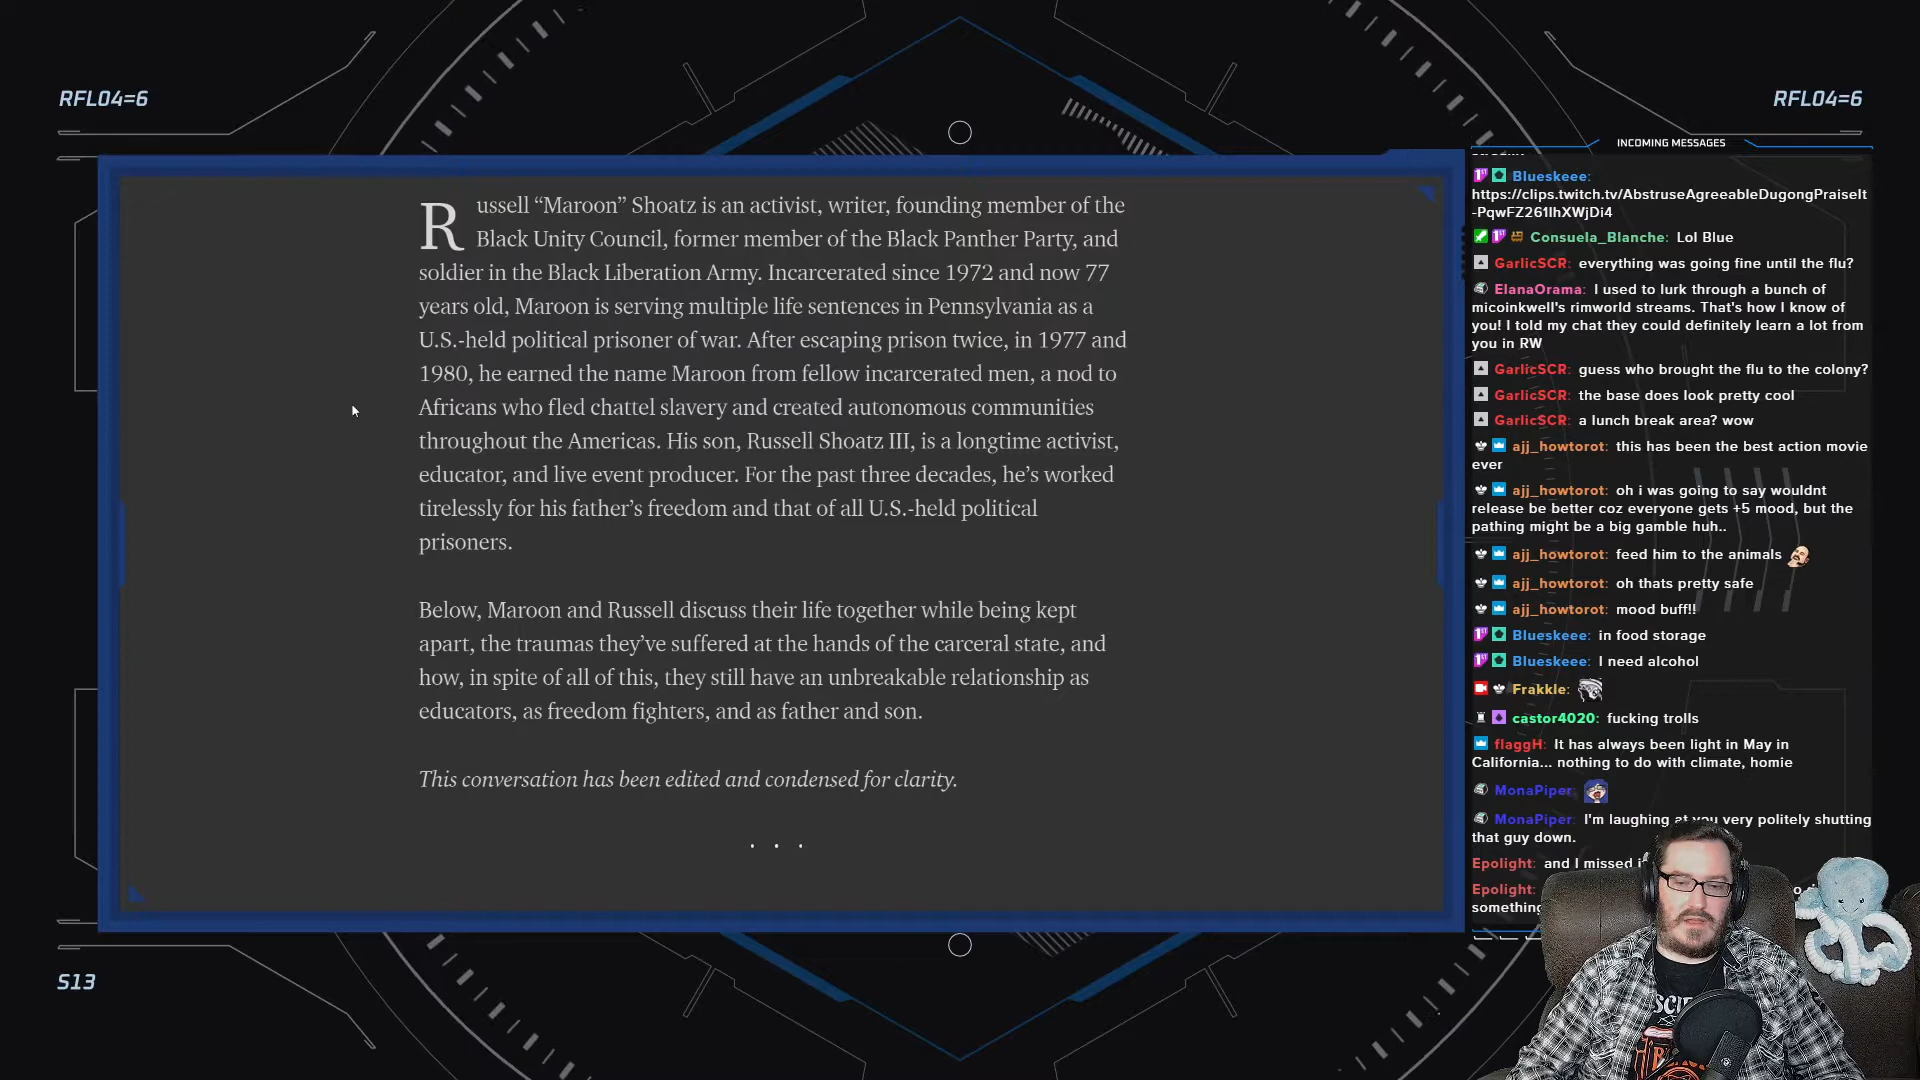 RFL04=6
RFL04=6
INCOMING MESSAGES
Russell “Maroon” Shoatz is an activist, writer, founding member of the
Black Unity Council, former member of the Black Panther Party, and
soldier in the Black Liberation Army. Incarcerated since 1972 and now 77
years old, Maroon is serving multiple life sentences in Pennsylvania as a
U.S.-held political prisoner of war. After escaping prison twice, in 1977 and
1980, he earned the name Maroon from fellow incarcerated men, a nod to
Africans who fled chattel slavery and created autonomous communities
throughout the Americas. His son, Russell Shoatz III, is a longtime activist,
educator, and live event producer. For the past three decades, he’s worked
tirelessly for his father’s freedom and that of all U.S.-held political
prisoners.
Below, Maroon and Russell discuss their life together while being kept
apart, the traumas they’ve suffered at the hands of the carceral state, and
how, in spite of all of this, they still have an unbreakable relationship as
educators, as freedom fighters, and as father and son.
This conversation has been edited and condensed for clarity.
. . .
Blueskeee:
https://clips.twitch.tv/AbstruseAgreeableDugongPraiseIt
-PqwFZ261lhXWjDi4
Consuela_Blanche: Lol Blue
GarlicSCR: everything was going fine until the flu?
ElanaOrama: I used to lurk through a bunch of
micoinkwell's rimworld streams. That's how I know of
you! I told my chat they could definitely learn a lot from
you in RW
GarlicSCR: guess who brought the flu to the colony?
GarlicSCR: the base does look pretty cool
GarlicSCR: a lunch break area? wow
ajj_howtorot: this has been the best action movie
ever
ajj_howtorot: oh i was going to say wouldnt
release be better coz everyone gets +5 mood, but the
pathing might be a big gamble huh..
ajj_howtorot: feed him to the animals
ajj_howtorot: oh thats pretty safe
ajj_howtorot: mood buff!!
Blueskeee: in food storage
Blueskeee: I need alcohol
Frakkle:
castor4020: fucking trolls
flaggH: It has always been light in May in
California... nothing to do with climate, homie
MonaPiper:
MonaPiper: I'm laughing at you very politely shutting
that guy down.
Epolight: and I missed
Epolight:
something
S13